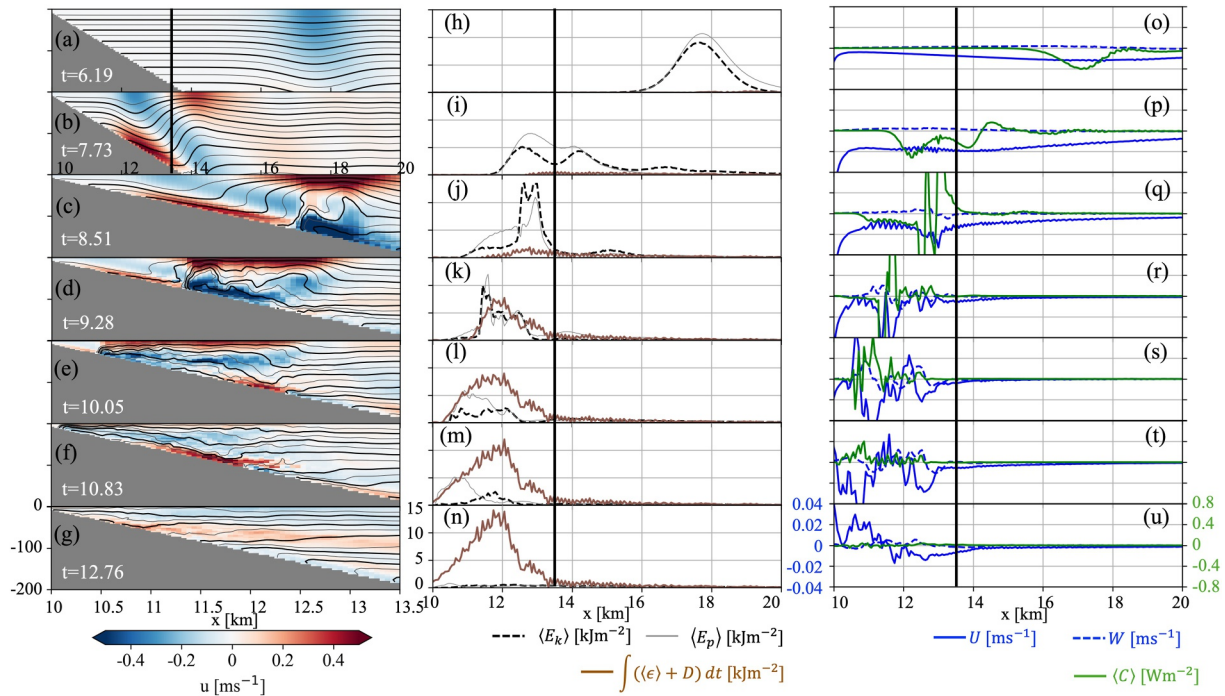 (a)
t=6.19
(b)
t=7.73
10 12 14 16 18 20
(c)
t=8.51
(d)
t=9.28
(e)
t=10.05
(f)
t=10.83
(g)
t=12.76
0
-100
-200
10 10.5 11 11.5 12 12.5 13 13.5
x [km]
-0.4 -0.2 0 0.2 0.4
u [ms⁻¹]
(h)
(i)
(j)
(k)
(l)
(m)
(n)
15
10
5
0
10 12 14 16 18 20
x [km]
⟨E_k⟩ [kJm⁻²] ⟨E_p⟩ [kJm⁻²]
∫(⟨ϵ⟩ + D) dt [kJm⁻²]
(o)
(p)
(q)
(r)
(s)
(t)
(u)
0.04
0.02
0
-0.02
-0.04
0.8
0.4
0
-0.4
-0.8
10 12 14 16 18 20
x [km]
U [ms⁻¹] W [ms⁻¹]
⟨C⟩ [Wm⁻²]